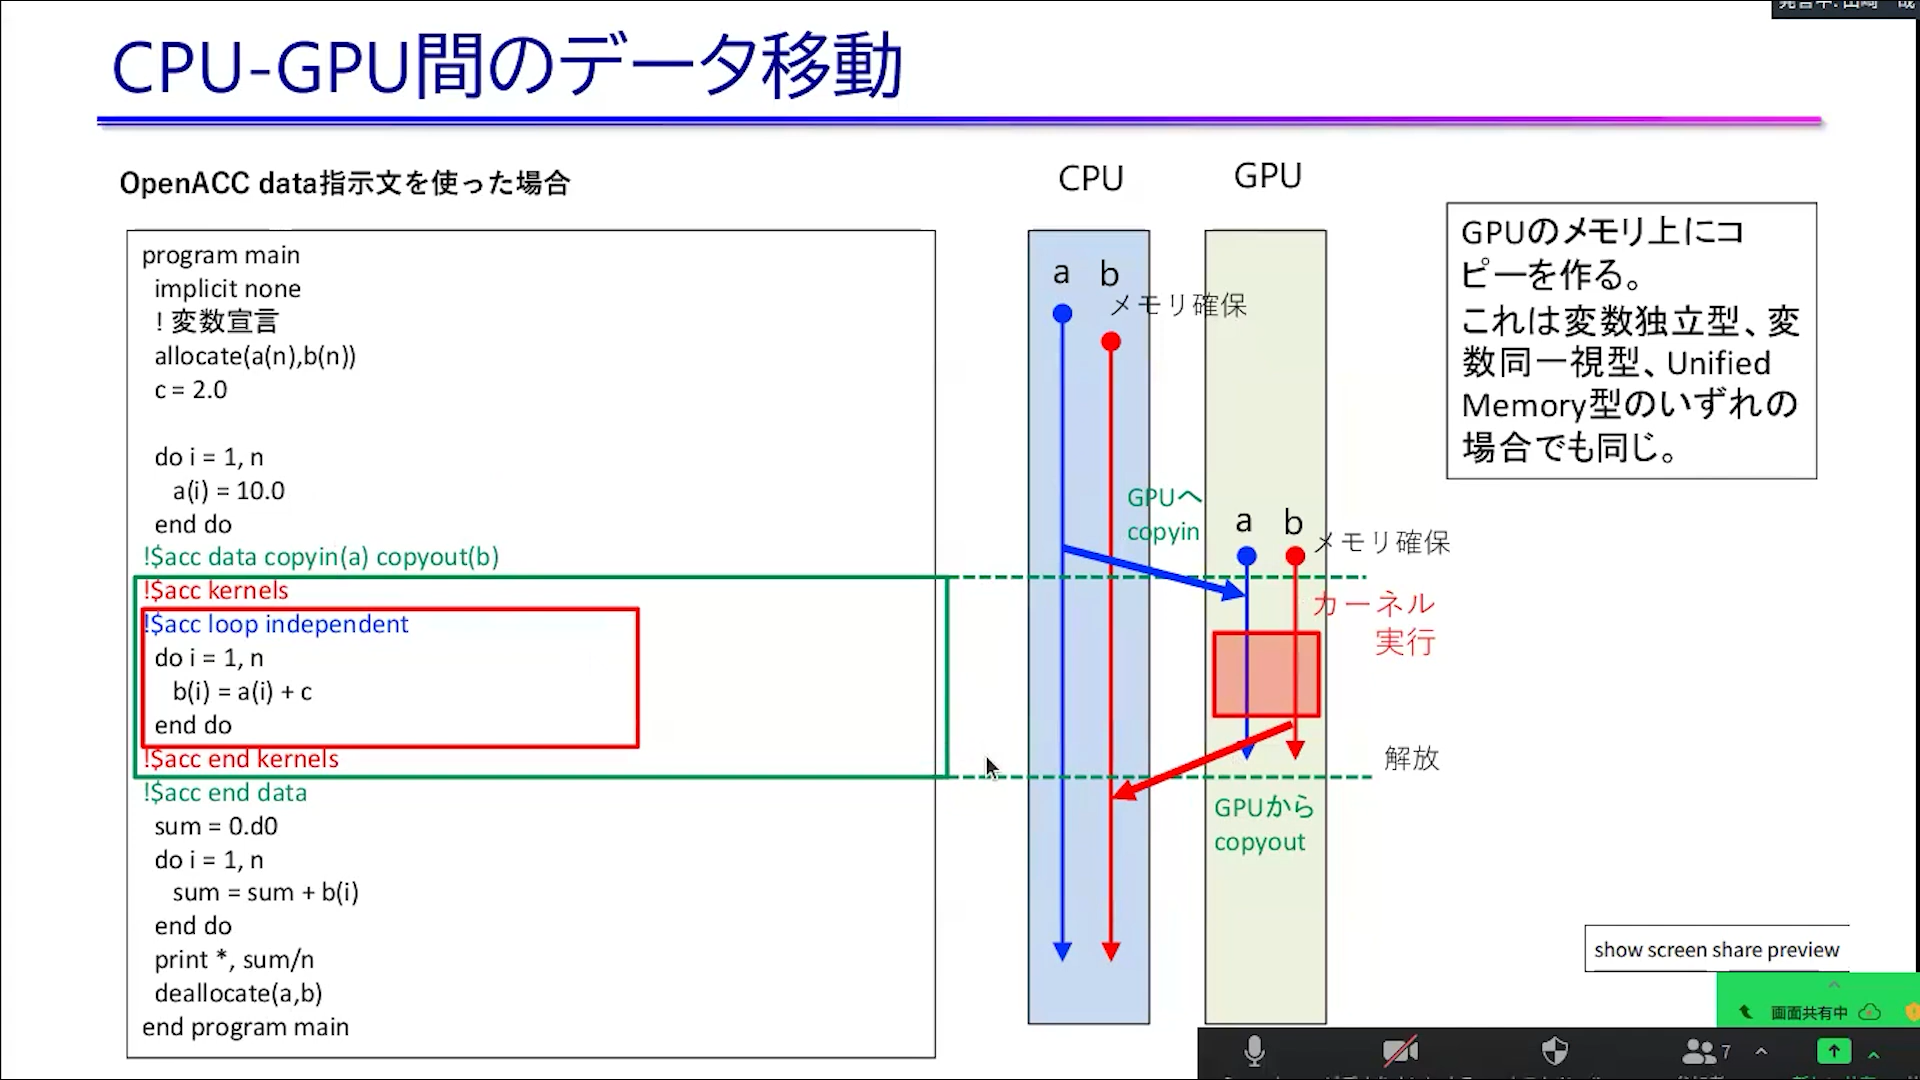 CPU-GPU間のデータ移動
OpenACC data指示文を使った場合
program main
implicit none
! 変数宣言
allocate(a(n),b(n))
c = 2.0
do i = 1, n
a(i) = 10.0
end do
!$acc data copyin(a) copyout(b)
!$acc kernels
!$acc loop independent
do i = 1, n
b(i) = a(i) + c
end do
!$acc end kernels
!$acc end data
sum = 0.d0
do i = 1, n
sum = sum + b(i)
end do
print *, sum/n
deallocate(a,b)
end program main
CPU
GPU
a b
メモリ確保
GPUへ
copyin
a b
メモリ確保
カーネル
実行
解放
GPUから
copyout
GPUのメモリ上にコ
ピーを作る。
これは変数独立型、変
数同一視型、Unified
Memory型のいずれの
場合でも同じ。
show screen share preview
画面共有中
7